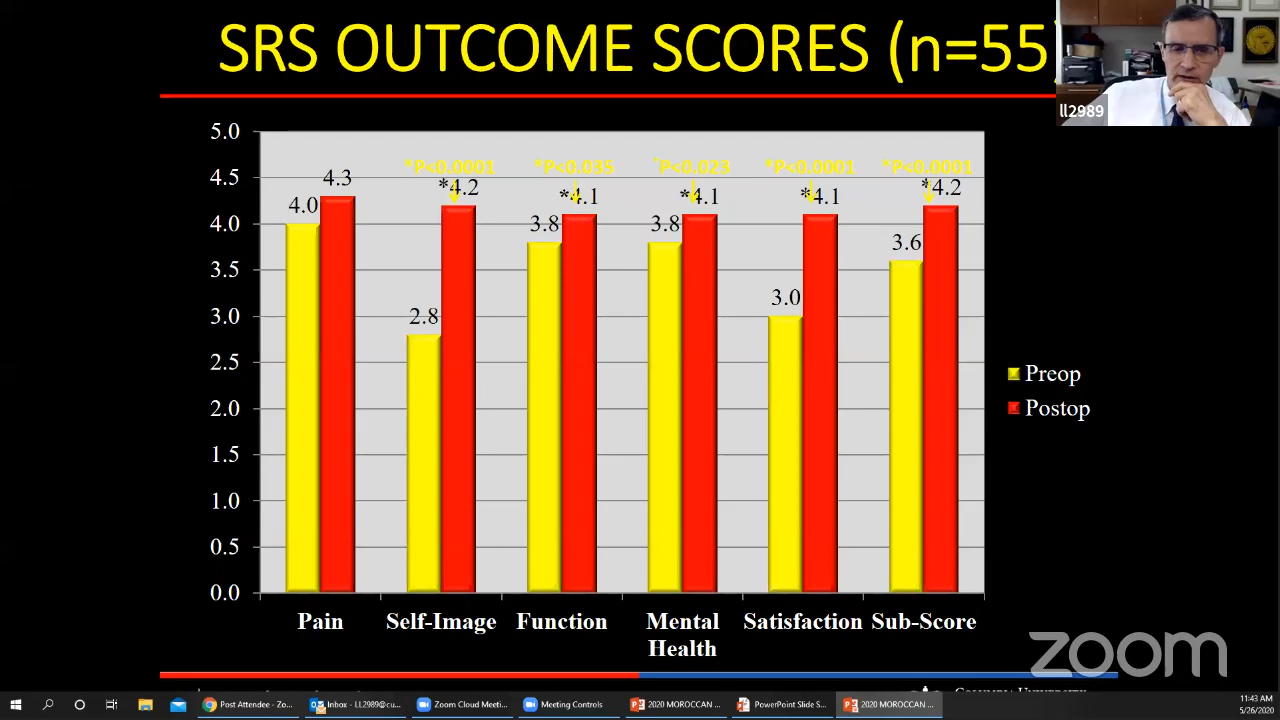 SRS OUTCOME SCORES (n=55)
ll2989
5.0
4.5
4.0
3.5
3.0
2.5
2.0
1.5
1.0
0.5
0.0
*P<0.0001
*P<0.035
*P<0.023
*P<0.0001
*P<0.0001
4.0
4.3
2.8
*4.2
3.8
*4.1
3.8
*4.1
3.0
*4.1
3.6
*4.2
Pain
Self-Image
Function
Mental
Health
Satisfaction
Sub-Score
Preop
Postop
zoom
Post Attendee - Zo...
Inbox - LL2989@cu...
Zoom Cloud Meeti...
Meeting Controls
2020 MOROCCAN ...
PowerPoint Slide S...
2020 MOROCCAN ...
11:43 AM
5/26/2020